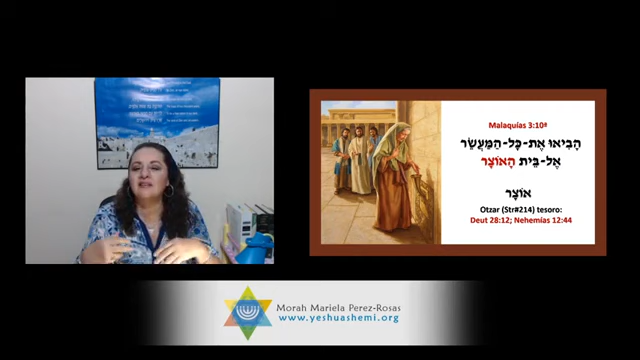 Malaquías 3:10ª
הָבִיאוּ אֶת-כָּל-הַמַּעֲשֵׂר
אֶל-בֵּית הָאוֹצָר
אוֹצָר
Otzar (Str#214) tesoro:
Deut 28:12; Nehemías 12:44
Morah Mariela Perez-Rosas
www.yeshuashemi.org